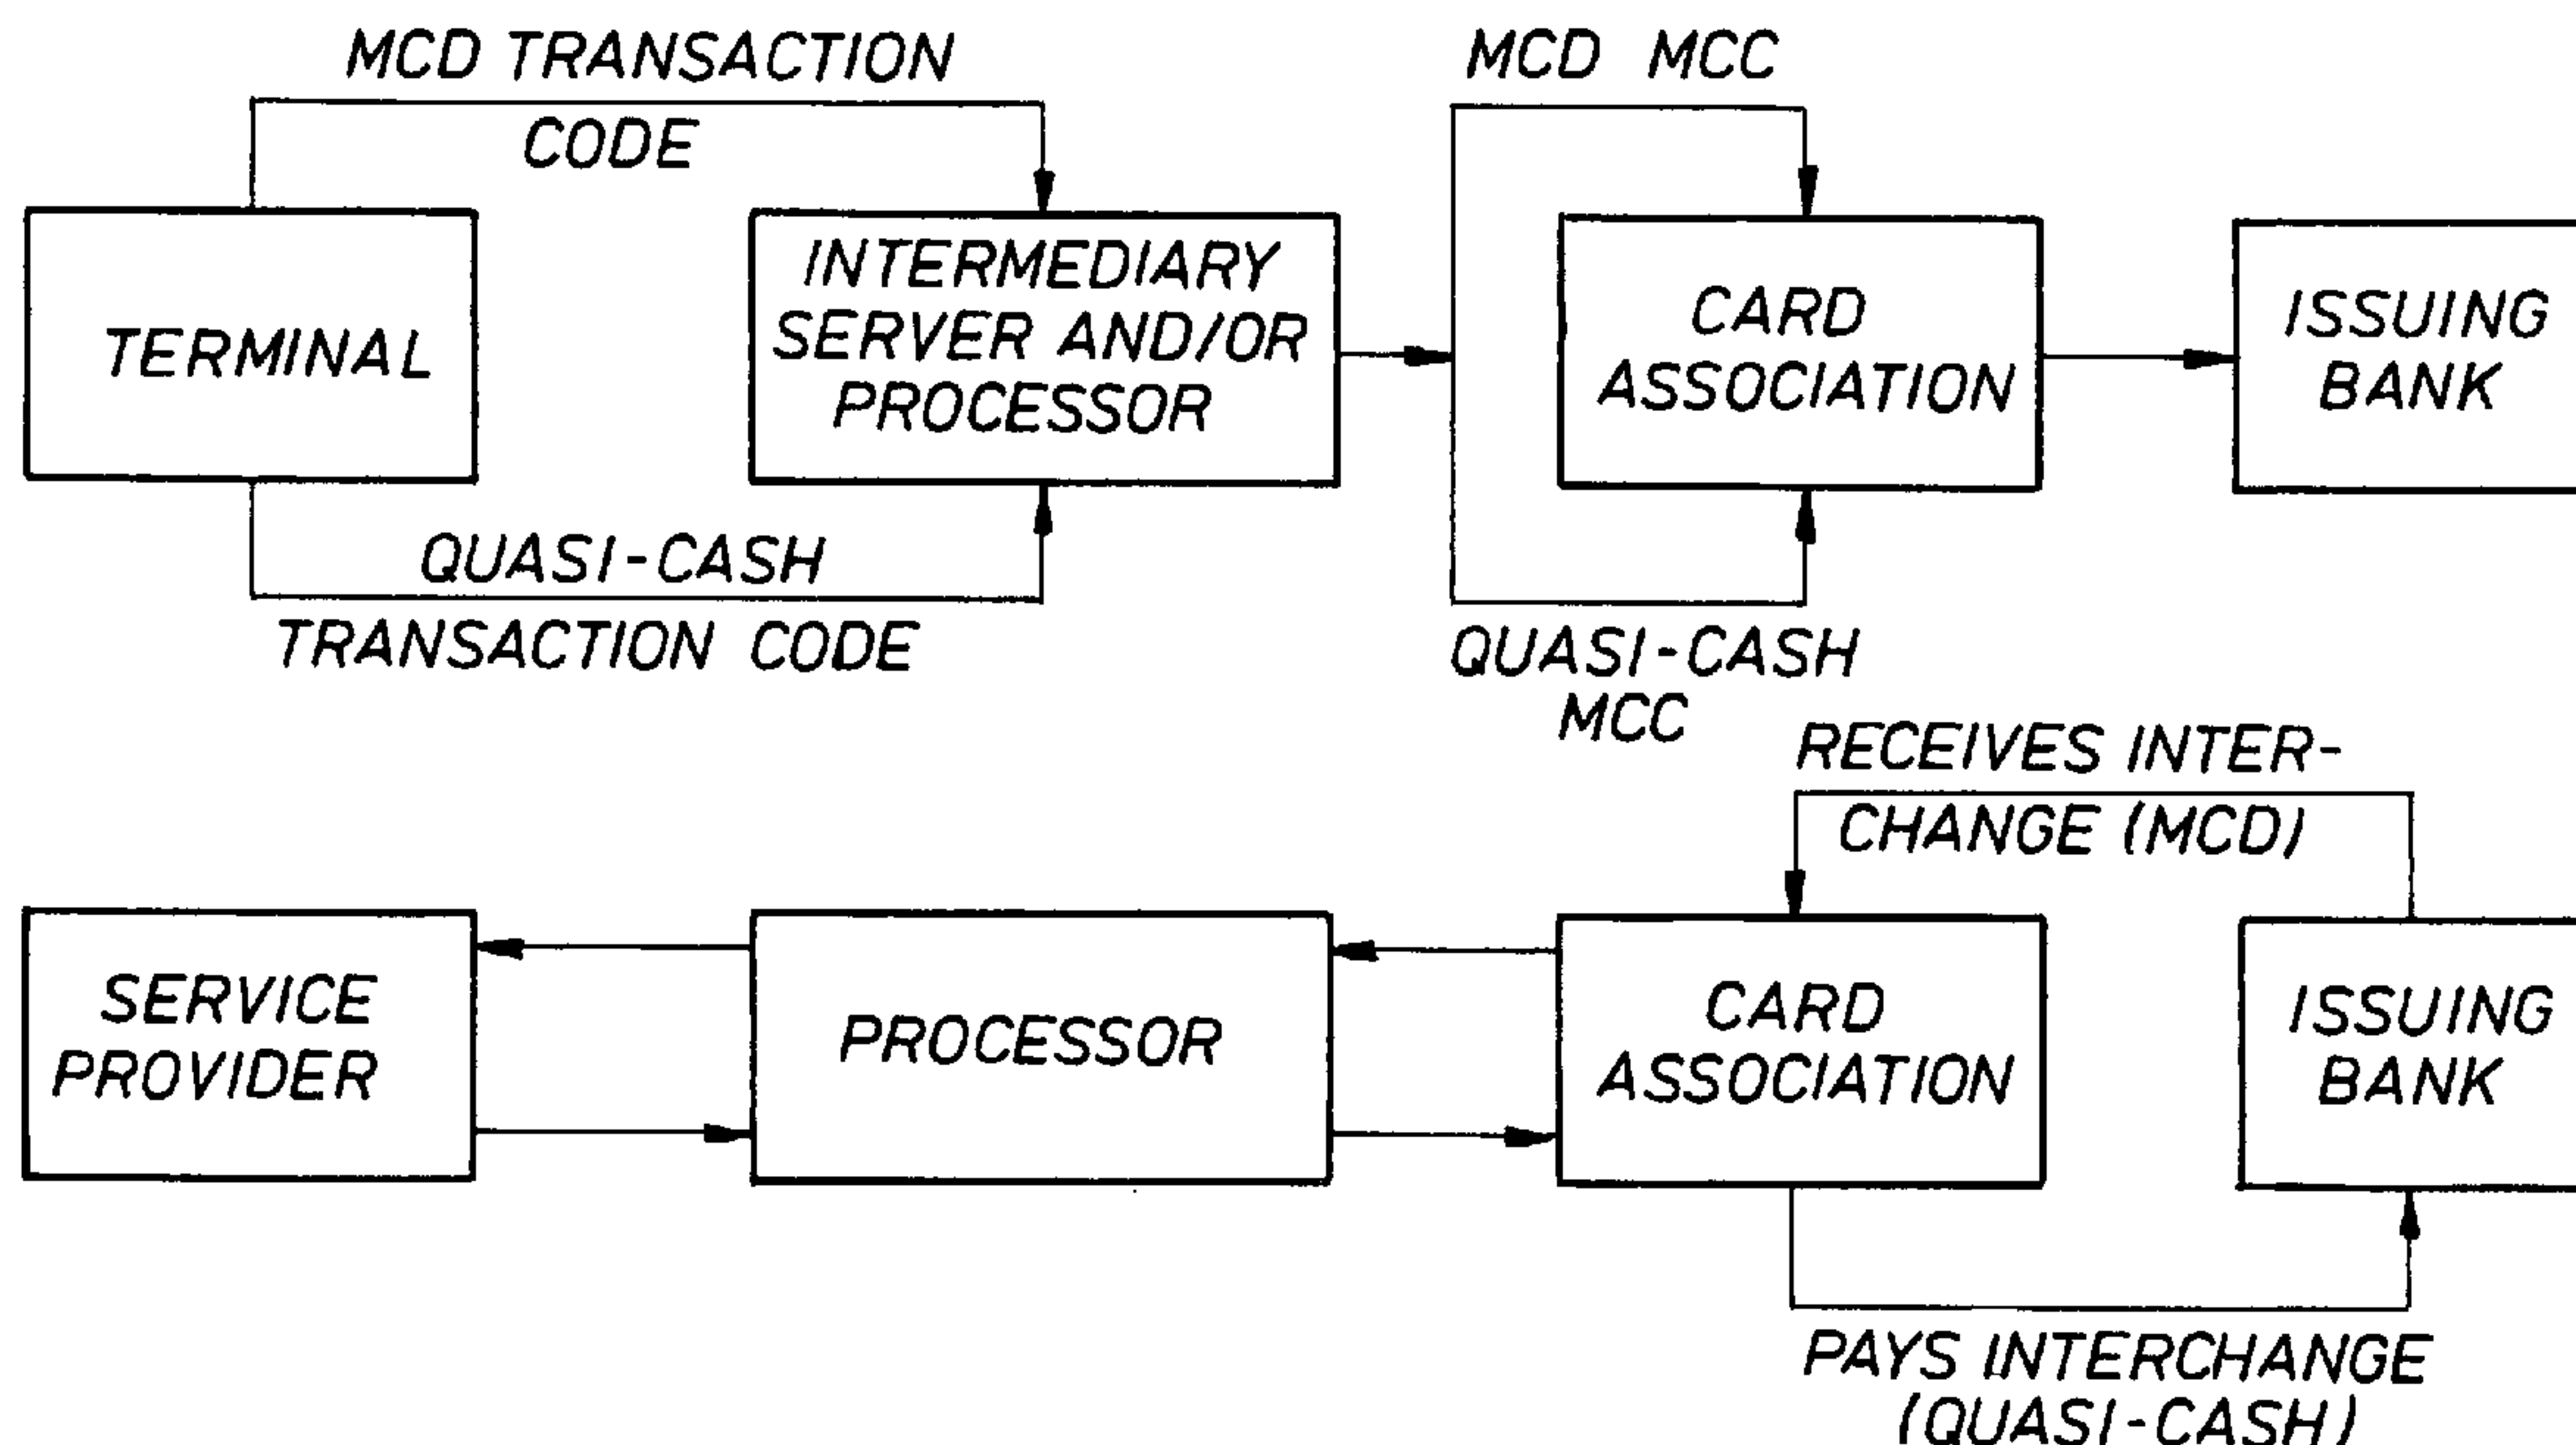 MCD TRANSACTION
CODE
TERMINAL
QUASI-CASH
TRANSACTION CODE
INTERMEDIARY
SERVER AND/OR
PROCESSOR
MCD MCC
CARD
ASSOCIATION
QUASI-CASH
MCC
ISSUING
BANK
SERVICE
PROVIDER
PROCESSOR
RECEIVES INTER-
CHANGE (MCD)
CARD
ASSOCIATION
ISSUING
BANK
PAYS INTERCHANGE
(QUASI-CASH)